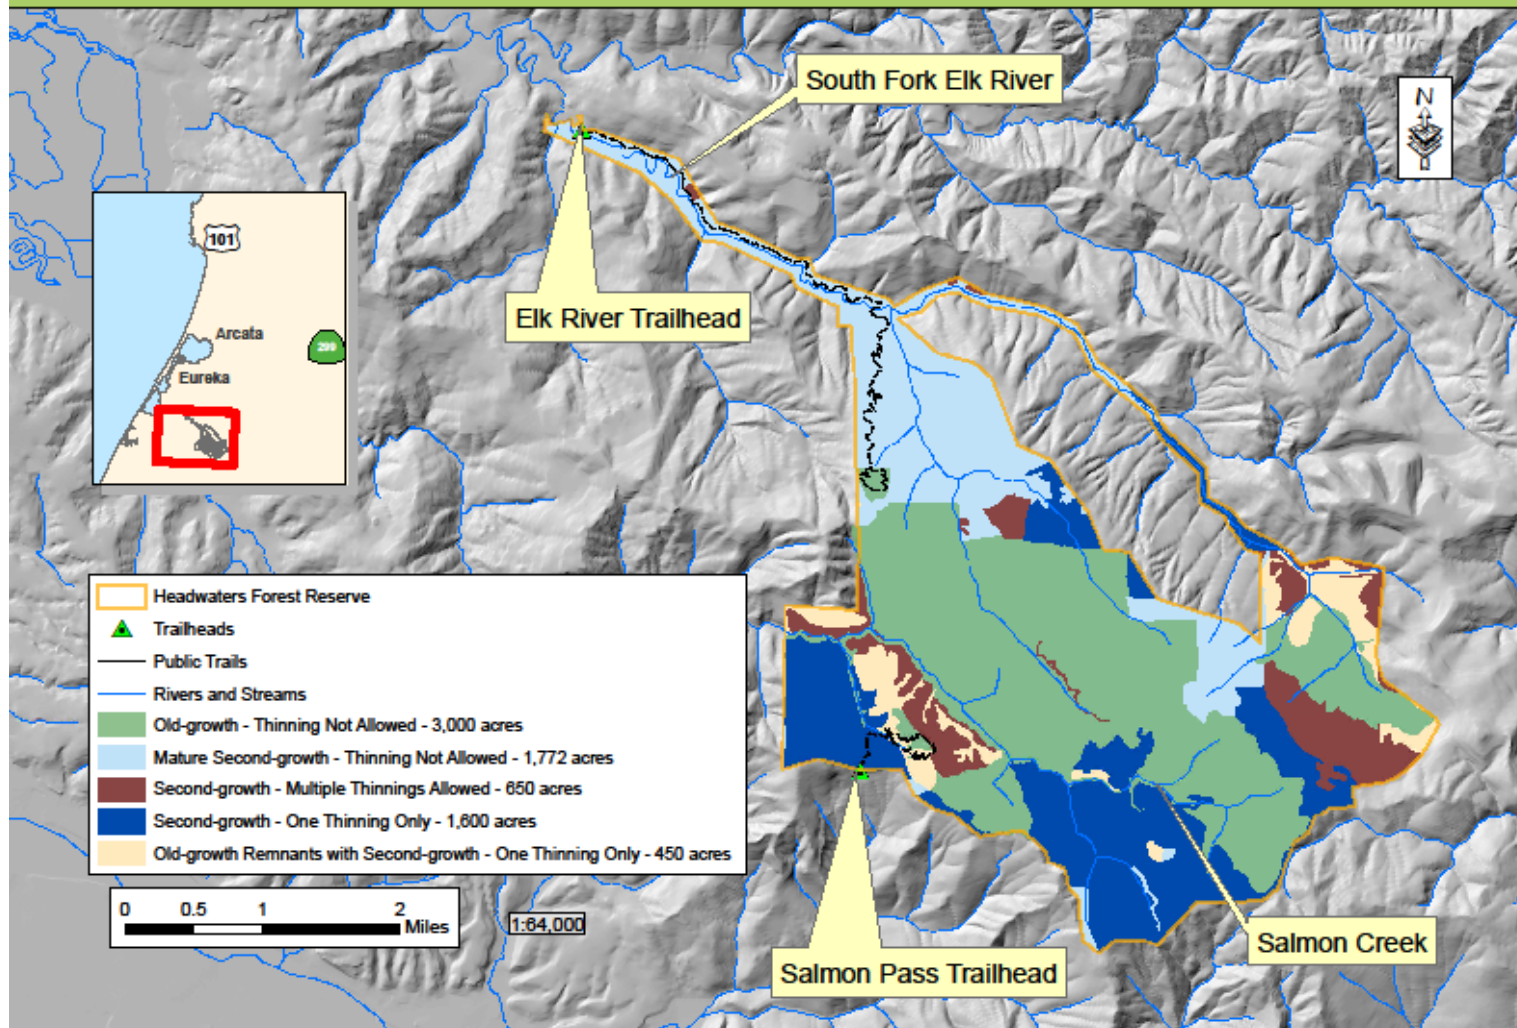 South Fork Elk River
N
101
Arcata
299
Eureka
Elk River Trailhead
Headwaters Forest Reserve
Trailheads
Public Trails
Rivers and Streams
Old-growth - Thinning Not Allowed - 3,000 acres
Mature Second-growth - Thinning Not Allowed - 1,772 acres
Second-growth - Multiple Thinnings Allowed - 650 acres
Second-growth - One Thinning Only - 1,600 acres
Old-growth Remnants with Second-growth - One Thinning Only - 450 acres
0 0.5 1 2
Miles
1:64,000
Salmon Creek
Salmon Pass Trailhead